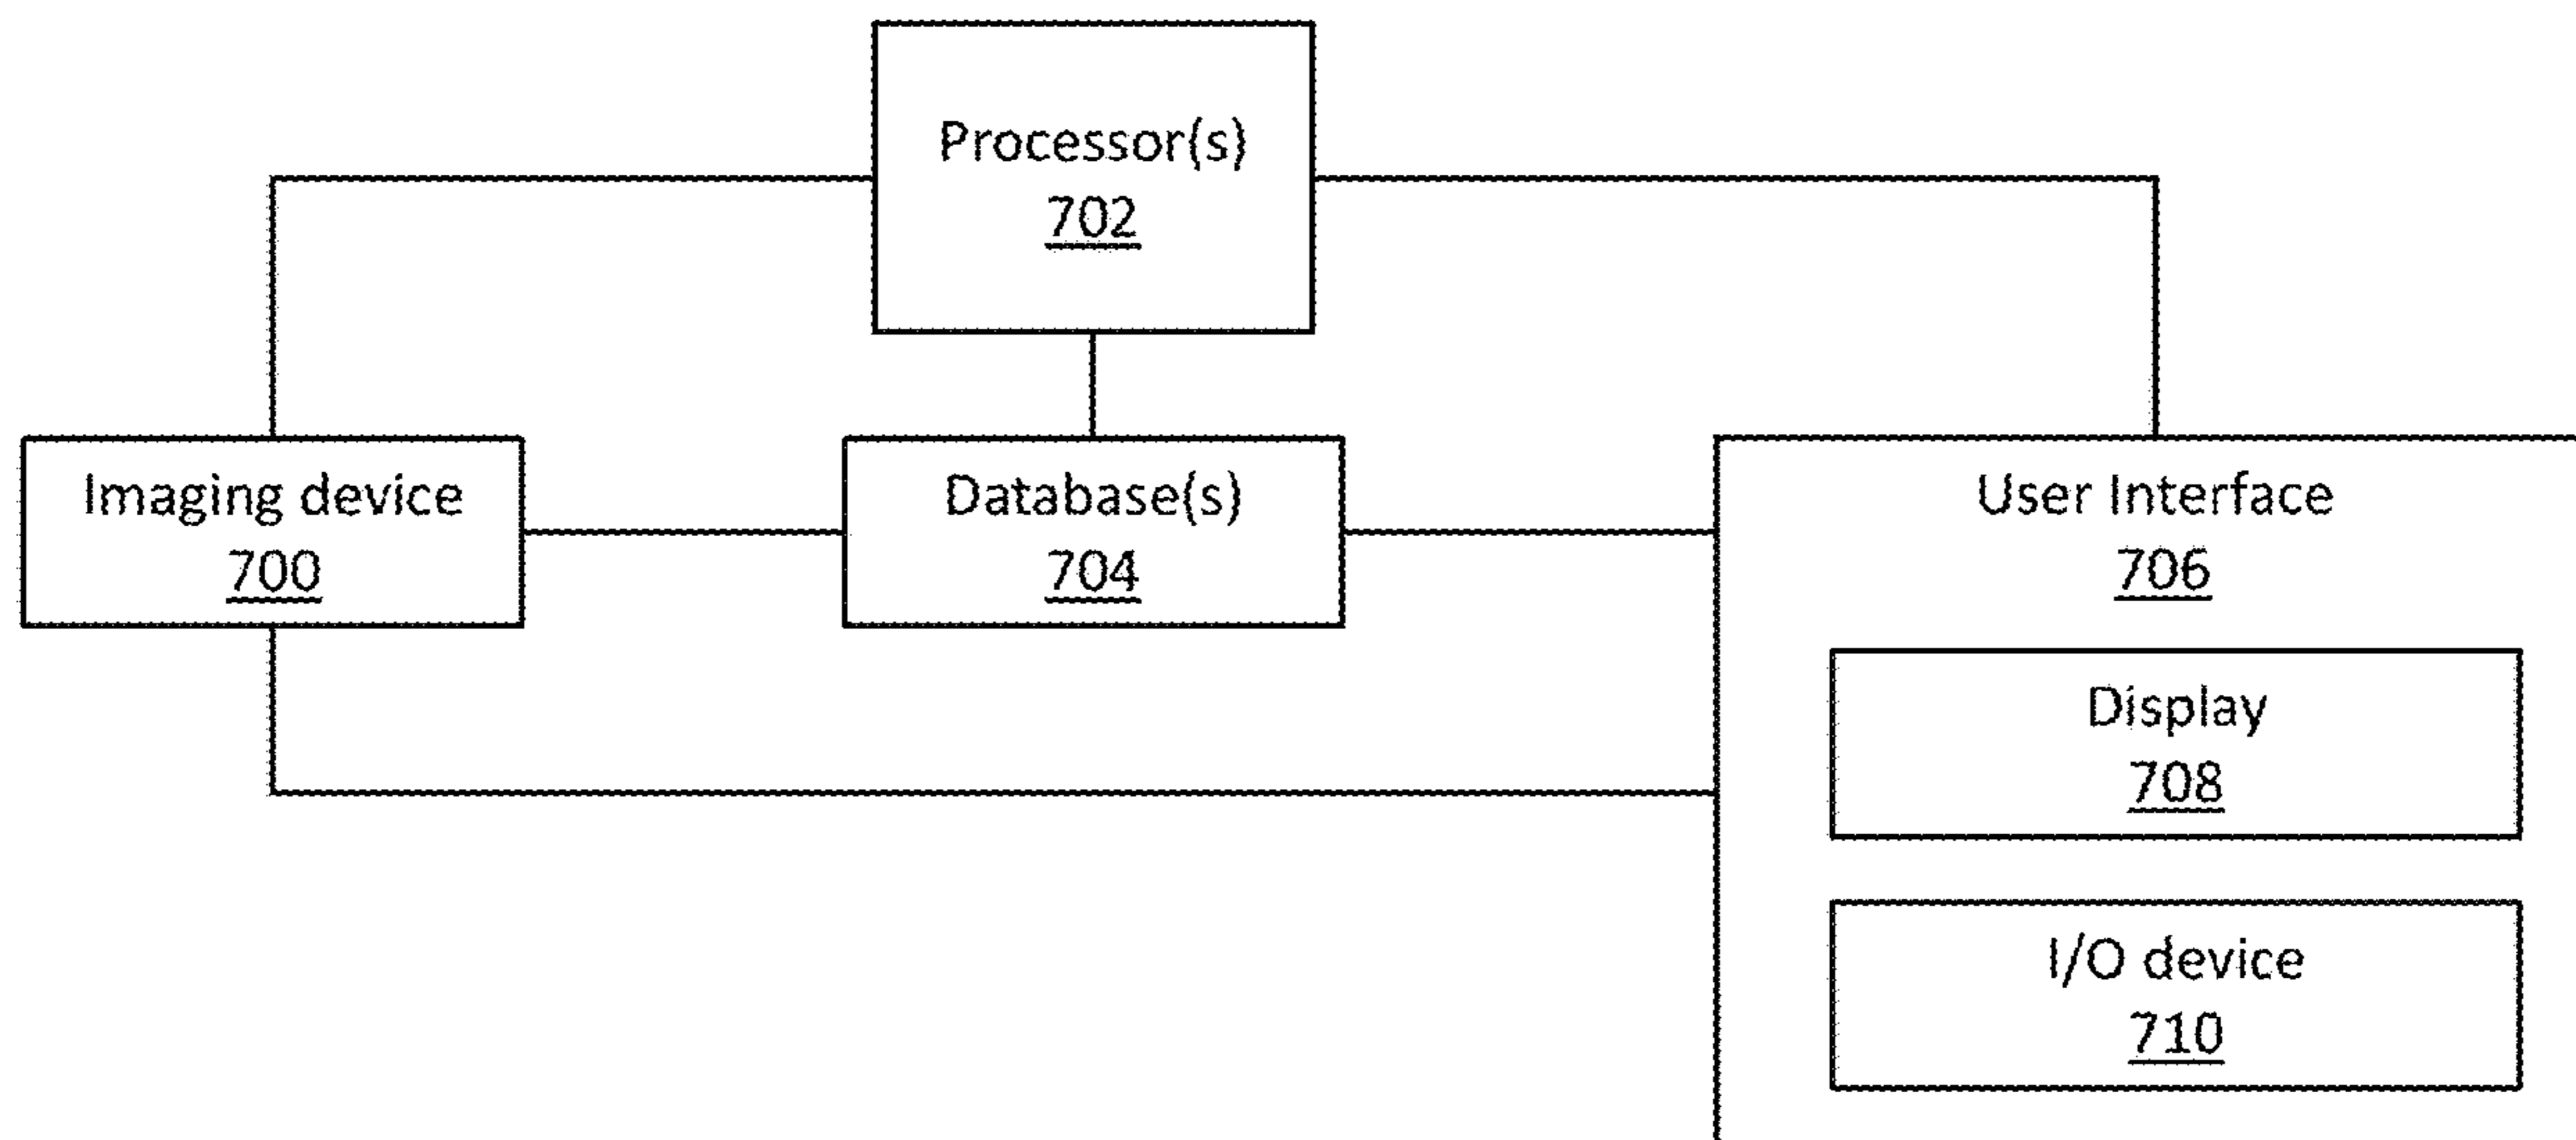 Processor(s)
702
Imaging device
700
Database(s)
704
User Interface
706
Display
708
I/O device
710